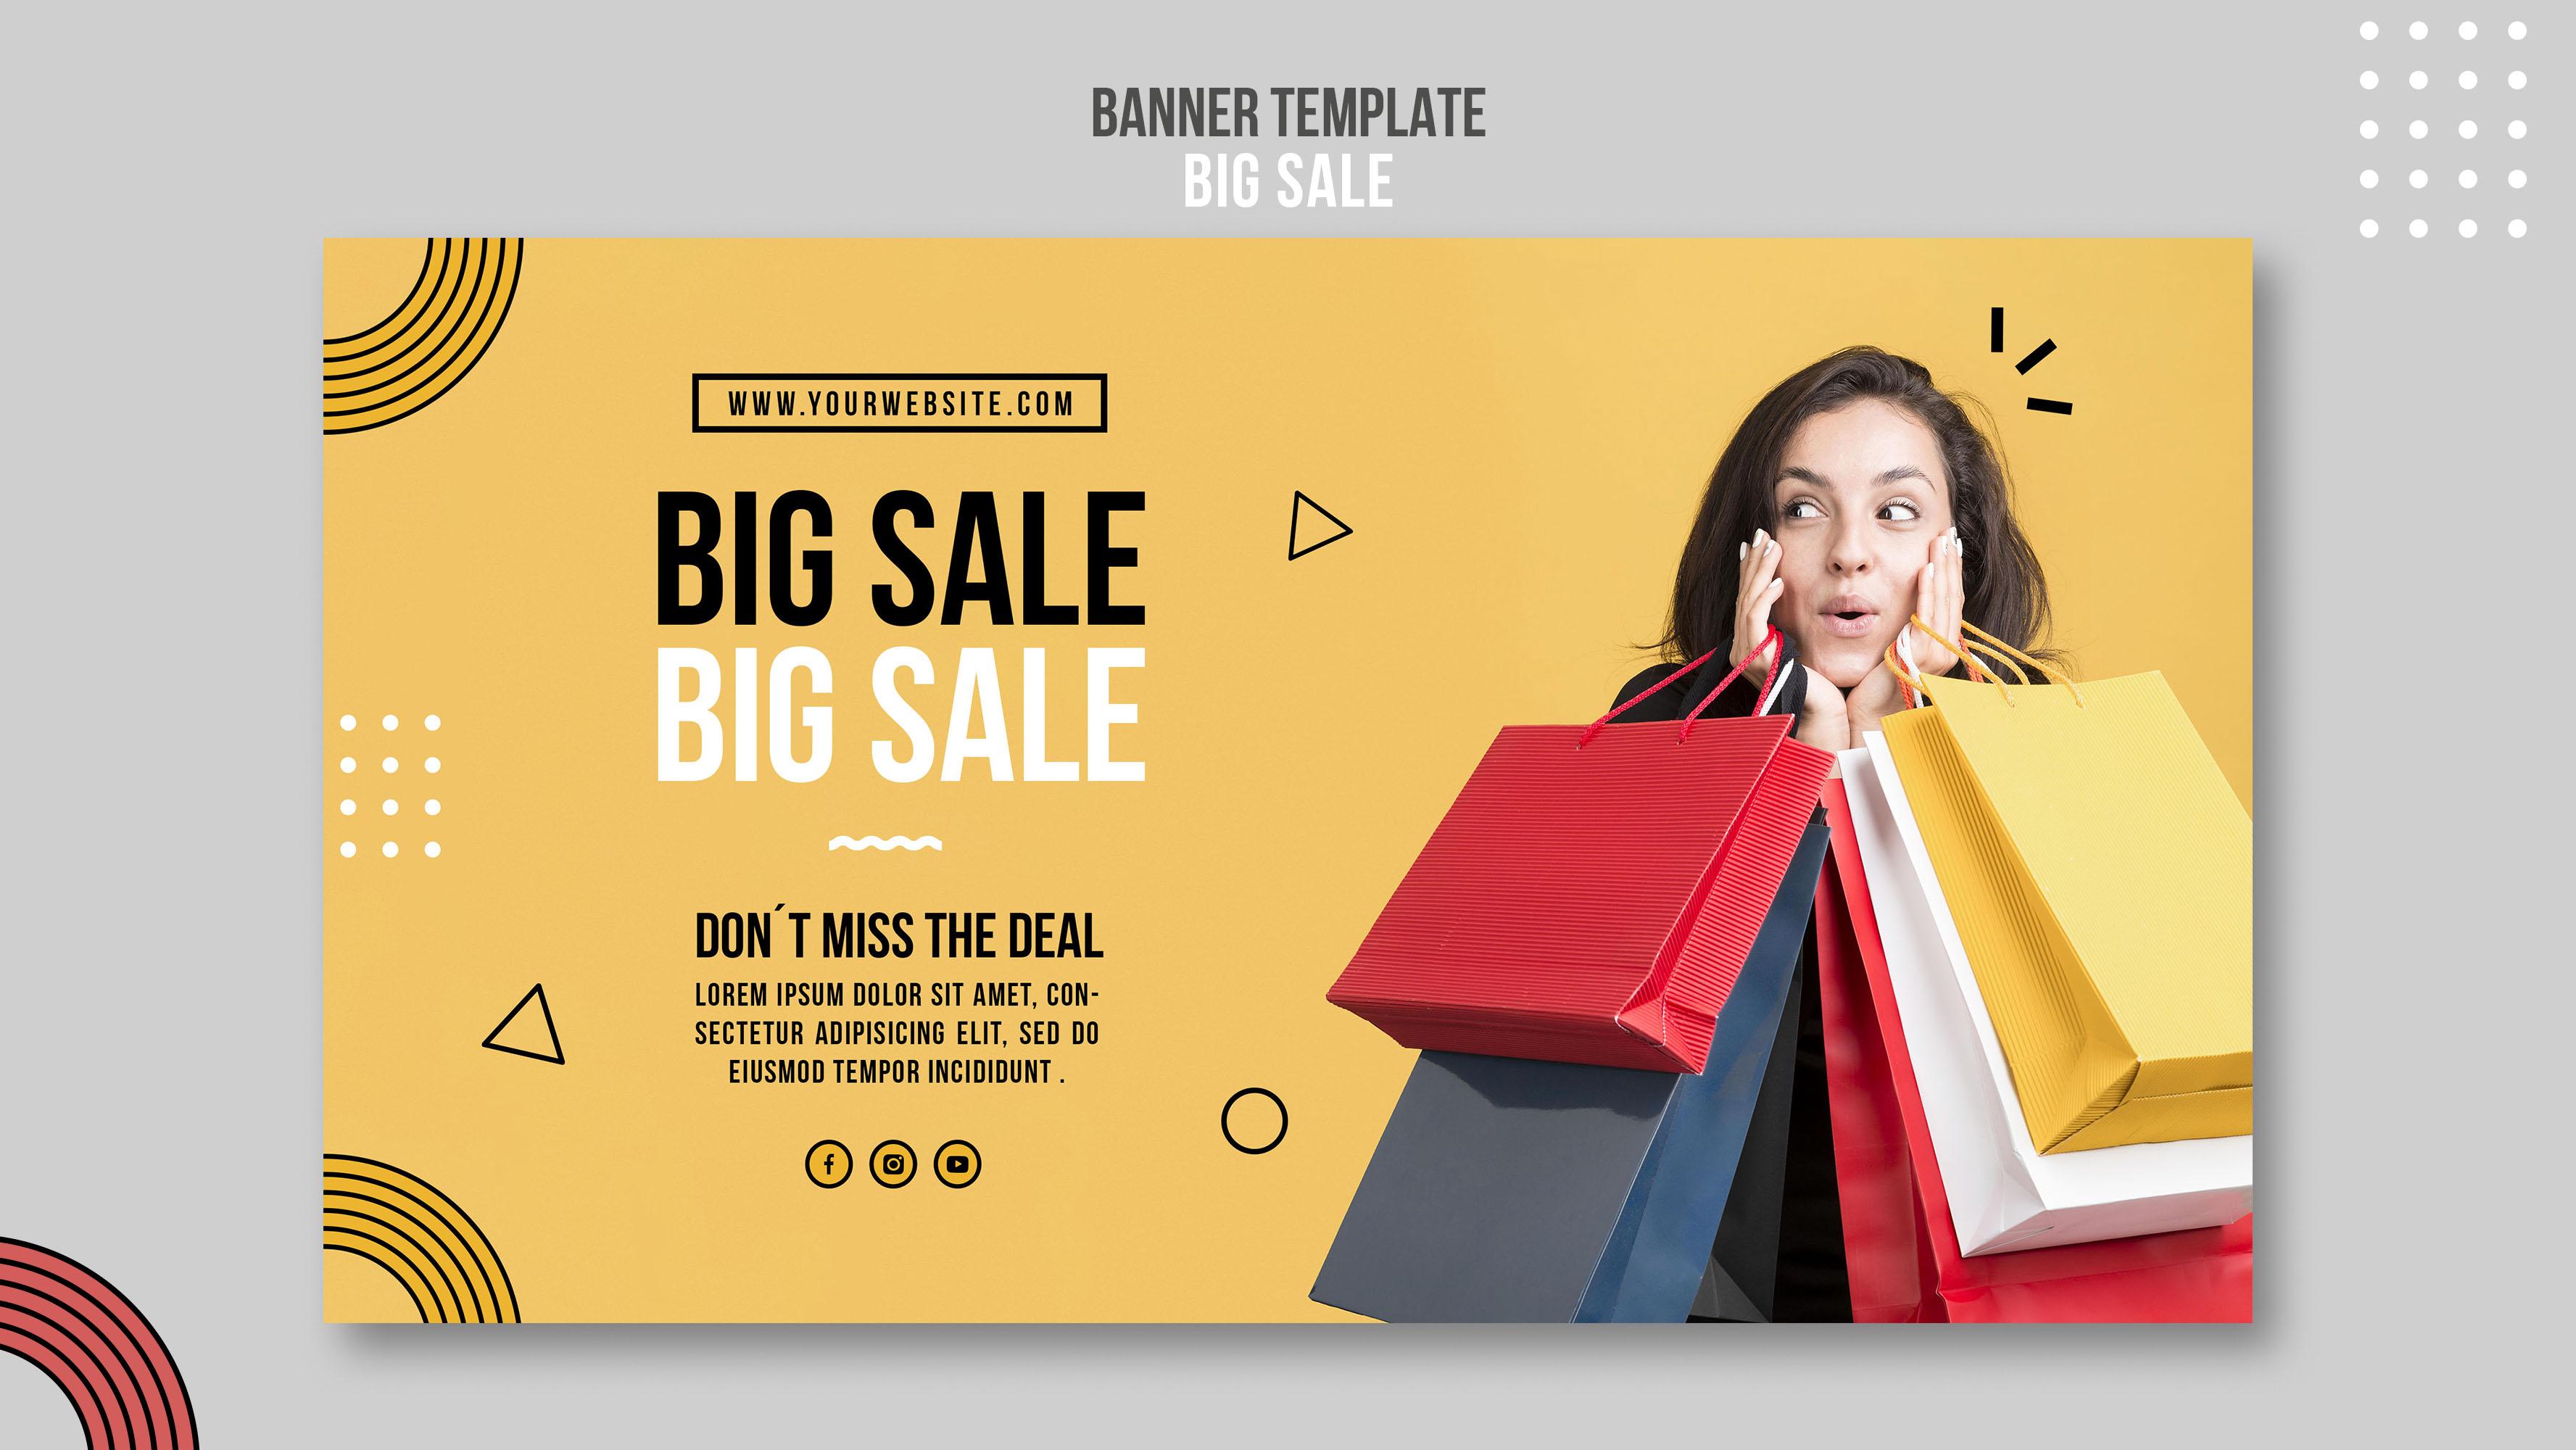 BANNER TEMPLATE
BIG SALE
WWW.YOURWEBSITE.COM
BIG SALE
BIG SALE
DON´T MISS THE DEAL
LOREM IPSUM DOLOR SIT AMET, CON-
SECTETUR ADIPISICING ELIT, SED DO
EIUSMOD TEMPOR INCIDIDUNT .